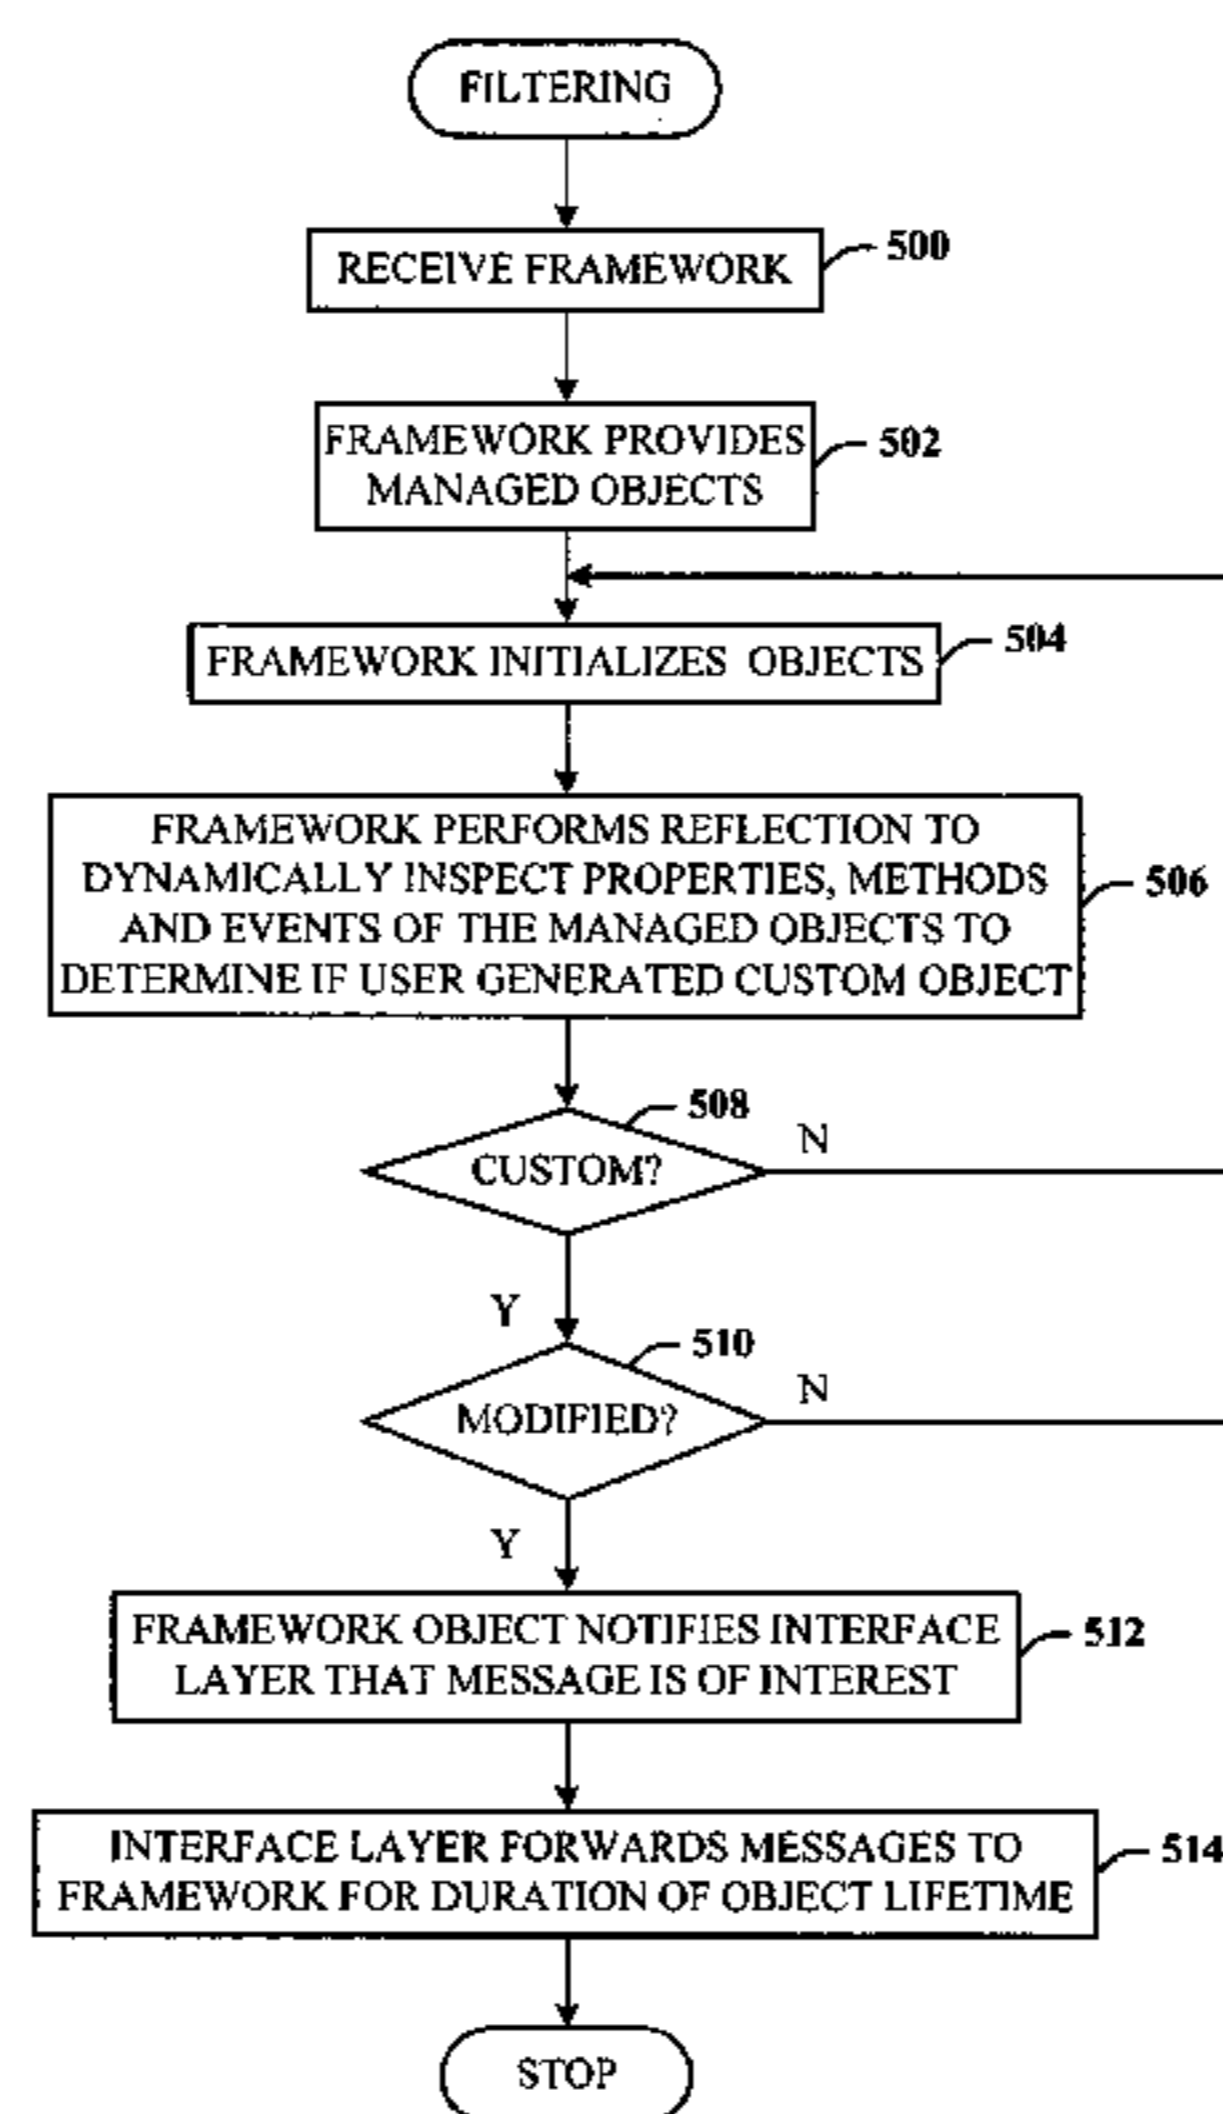 FILTERING
RECEIVE FRAMEWORK
500
FRAMEWORK PROVIDES
MANAGED OBJECTS
502
FRAMEWORK INITIALIZES OBJECTS
504
FRAMEWORK PERFORMS REFLECTION TO
DYNAMICALLY INSPECT PROPERTIES, METHODS
AND EVENTS OF THE MANAGED OBJECTS TO
DETERMINE IF USER GENERATED CUSTOM OBJECT
506
508
CUSTOM?
N
Y
510
MODIFIED?
N
Y
FRAMEWORK OBJECT NOTIFIES INTERFACE
LAYER THAT MESSAGE IS OF INTEREST
512
INTERFACE LAYER FORWARDS MESSAGES TO
FRAMEWORK FOR DURATION OF OBJECT LIFETIME
514
STOP